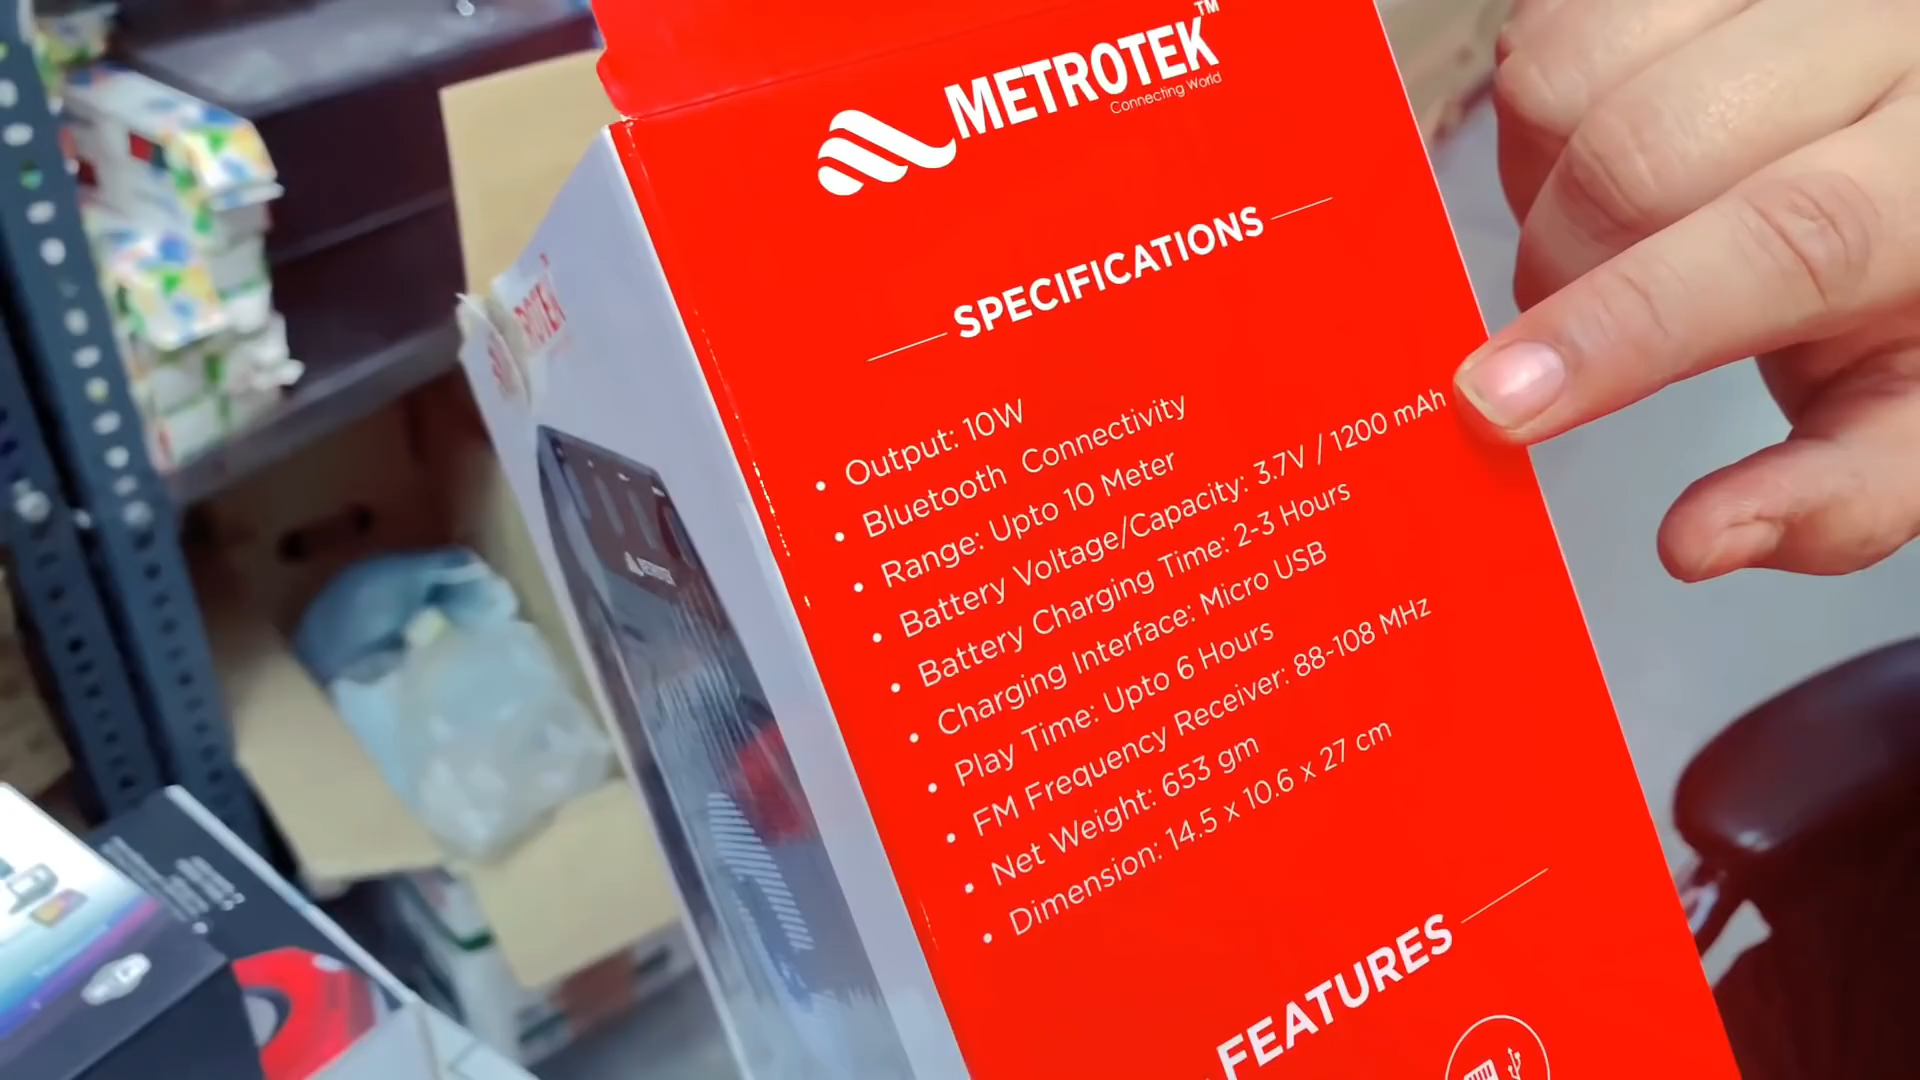 METROTEK™
Connecting World
SPECIFICATIONS
• Output: 10W
• Bluetooth Connectivity
• Range: Upto 10 Meter
• Battery Voltage/Capacity: 3.7V / 1200 mAh
• Battery Charging Time: 2-3 Hours
• Charging Interface: Micro USB
• Play Time: Upto 6 Hours
• FM Frequency Receiver: 88-108 MHz
• Net Weight: 653 gm
• Dimension: 14.5 x 10.6 x 27 cm
FEATURES
METROTEK